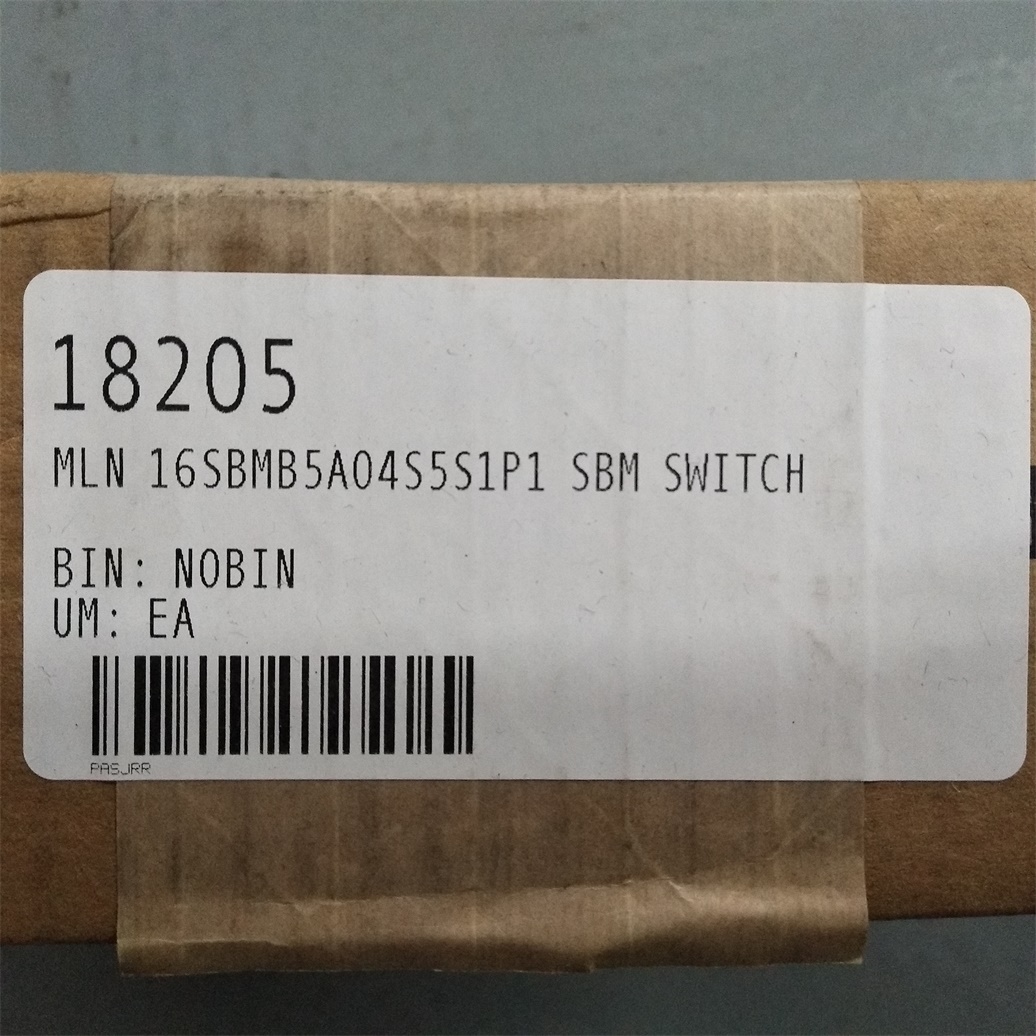 18205
MLN 16SBMB5A04S5S1P1 SBM SWITCH
BIN: NOBIN
UM: EA
PASJRR